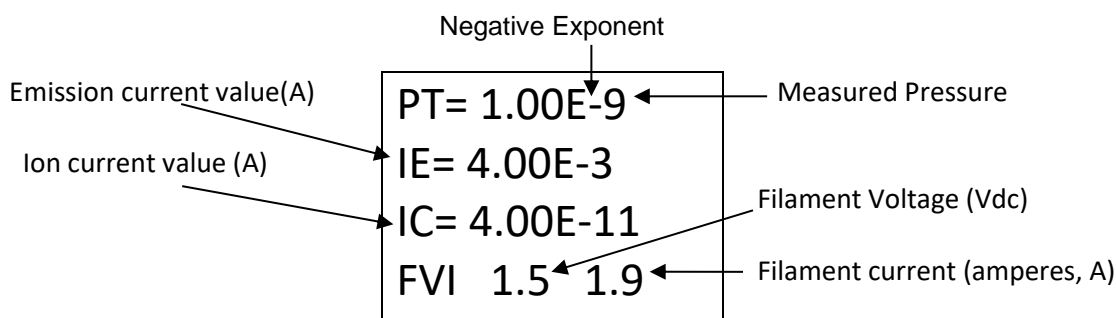 Negative Exponent
Emission current value(A)
PT= 1.00E-9
Measured Pressure
IE= 4.00E-3
Ion current value (A)
IC= 4.00E-11
Filament Voltage (Vdc)
FVI 1.5 1.9
Filament current (amperes, A)